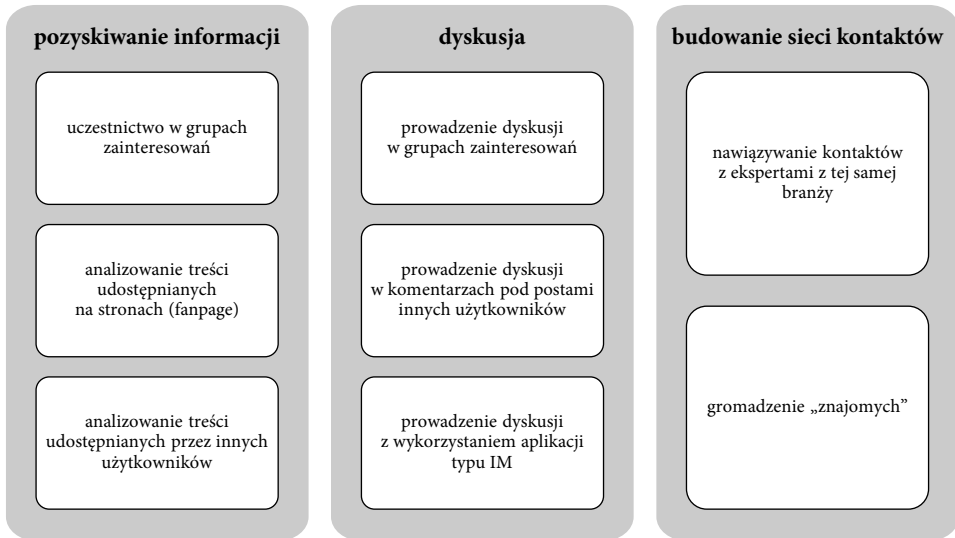 pozyskiwanie informacji
uczestnictwo w grupach
zainteresowań
analizowanie treści
udostępnianych
na stronach (fanpage)
analizowanie treści
udostępnianych przez innych
użytkowników
dyskusja
prowadzenie dyskusji
w grupach zainteresowań
prowadzenie dyskusji
w komentarzach pod postami
innych użytkowników
prowadzenie dyskusji
z wykorzystaniem aplikacji
typu IM
budowanie sieci kontaktów
nawiązywanie kontaktów
z ekspertami z tej samej
branży
gromadzenie „znajomych”